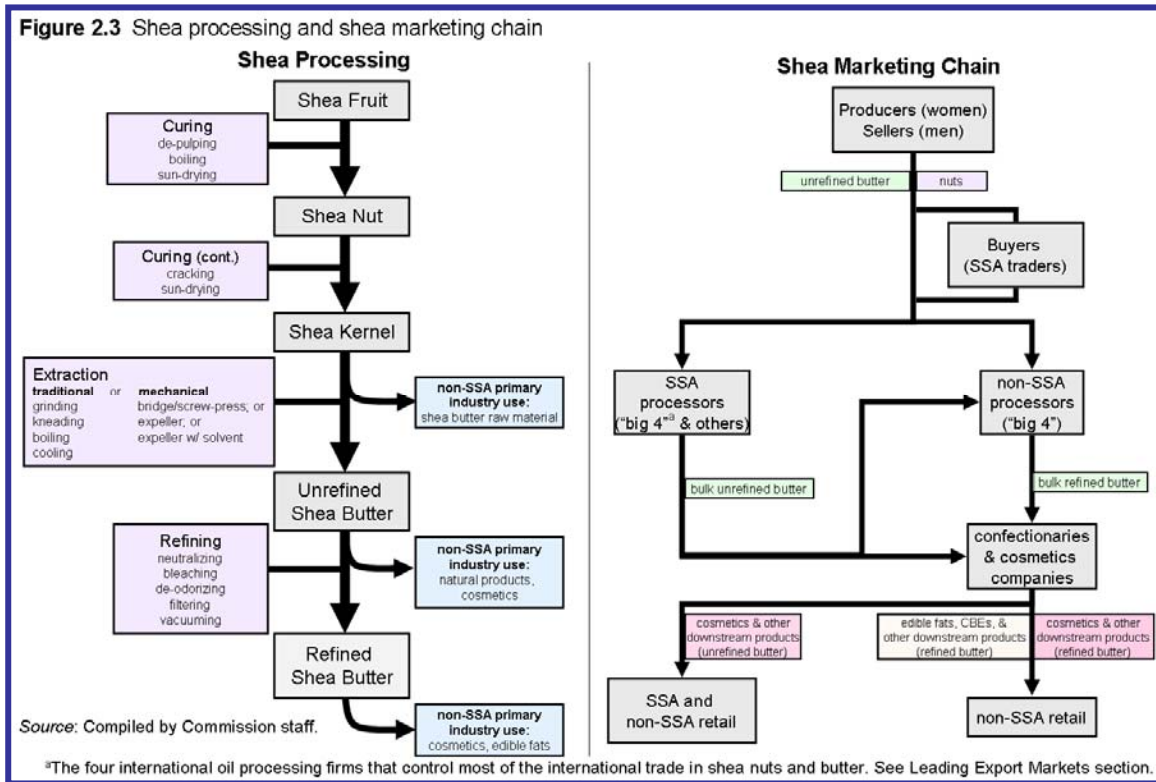 Figure 2.3 Shea processing and shea marketing chain
Shea Processing
Shea Fruit
Curing
de-pulping
boiling
sun-drying
Shea Nut
Curing (cont.)
cracking
sun-drying
Shea Kernel
Extraction
traditional or mechanical
grinding bridge/screw-press; or
kneading expeller; or
boiling expeller w/ solvent
cooling
non-SSA primary
industry use:
shea butter raw material
Unrefined
Shea Butter
Refining
neutralizing
bleaching
de-odorizing
filtering
vacuuming
non-SSA primary
industry use:
natural products,
cosmetics
Refined
Shea Butter
non-SSA primary
industry use:
cosmetics, edible fats
Source: Compiled by Commission staff.
Shea Marketing Chain
Producers (women)
Sellers (men)
unrefined butter
nuts
Buyers
(SSA traders)
SSA
processors
("big 4"a & others)
non-SSA
processors
("big 4")
bulk unrefined butter
bulk refined butter
confectionaries
& cosmetics
companies
cosmetics & other
downstream products
(unrefined butter)
edible fats, CBEs, &
other downstream products
(refined butter)
cosmetics & other
downstream products
(refined butter)
SSA and
non-SSA retail
non-SSA retail
aThe four international oil processing firms that control most of the international trade in shea nuts and butter. See Leading Export Markets section.